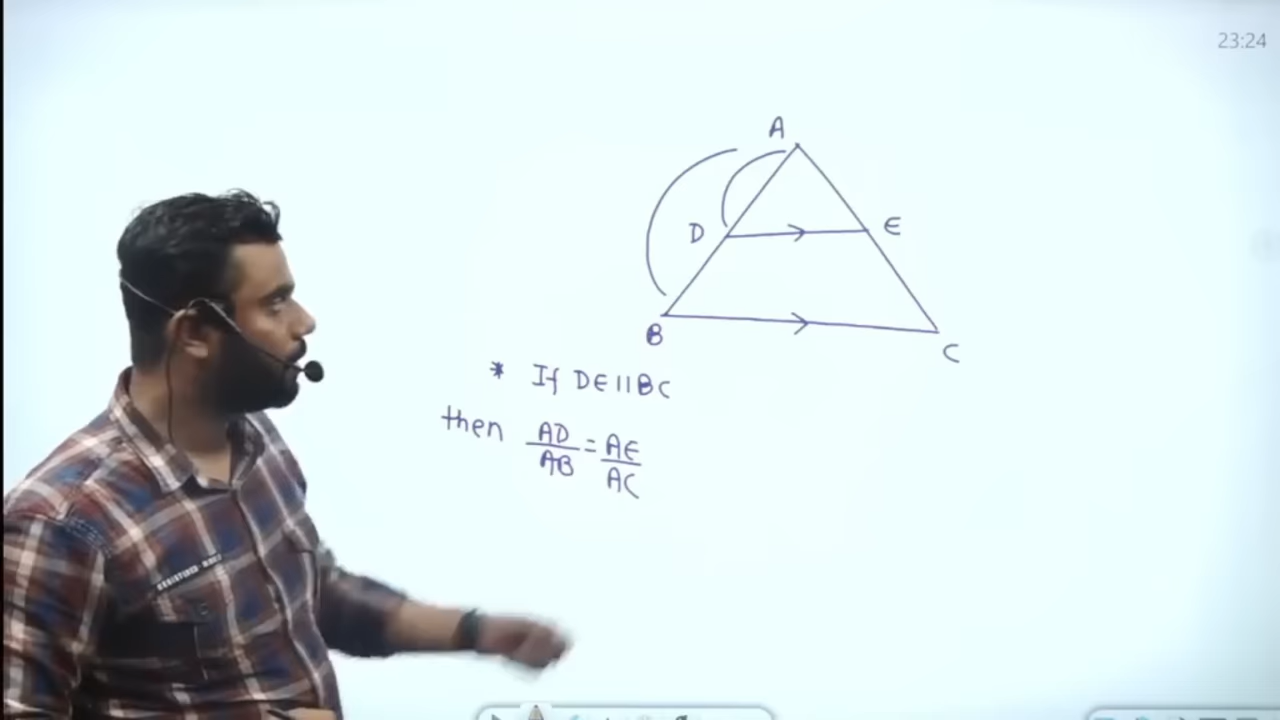 23:24
A
D E
B
C
* If DE||BC
then AD/AB = AE/AC